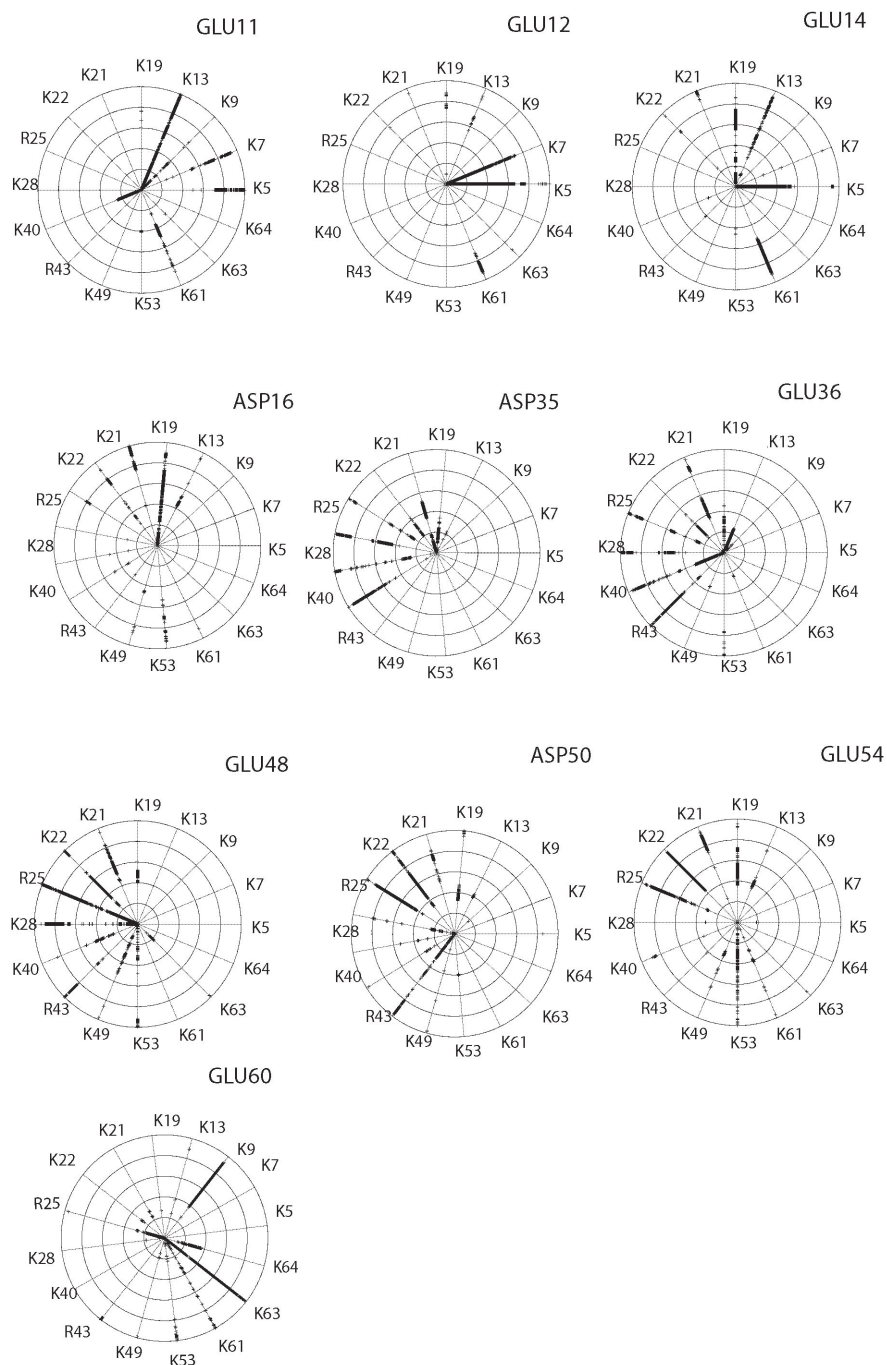 GLU11
K19
K21
K13
K22
K9
R25
K7
K28
K5
K40
K64
R43
K63
K49
K61
K53
GLU12
K19
K21
K13
K22
K9
R25
K7
K28
K5
K40
K64
R43
K63
K49
K61
K53
GLU14
K19
K21
K13
K22
K9
R25
K7
K28
K5
K40
K64
R43
K63
K49
K61
K53
ASP16
K19
K21
K13
K22
K9
R25
K7
K28
K5
K40
K64
R43
K63
K49
K61
K53
ASP35
K19
K21
K13
K22
K9
R25
K7
K28
K5
K40
K64
R43
K63
K49
K61
K53
GLU36
K19
K21
K13
K22
K9
R25
K7
K28
K5
K40
K64
R43
K63
K49
K61
K53
GLU48
K19
K21
K13
K22
K9
R25
K7
K28
K5
K40
K64
R43
K63
K49
K61
K53
ASP50
K19
K21
K13
K22
K9
R25
K7
K28
K5
K40
K64
R43
K63
K49
K61
K53
GLU54
K19
K21
K13
K22
K9
R25
K7
K28
K5
K40
K64
R43
K63
K49
K61
K53
GLU60
K19
K21
K13
K9
K22
K7
R25
K5
K28
K64
K40
K63
R43
K61
K49
K53